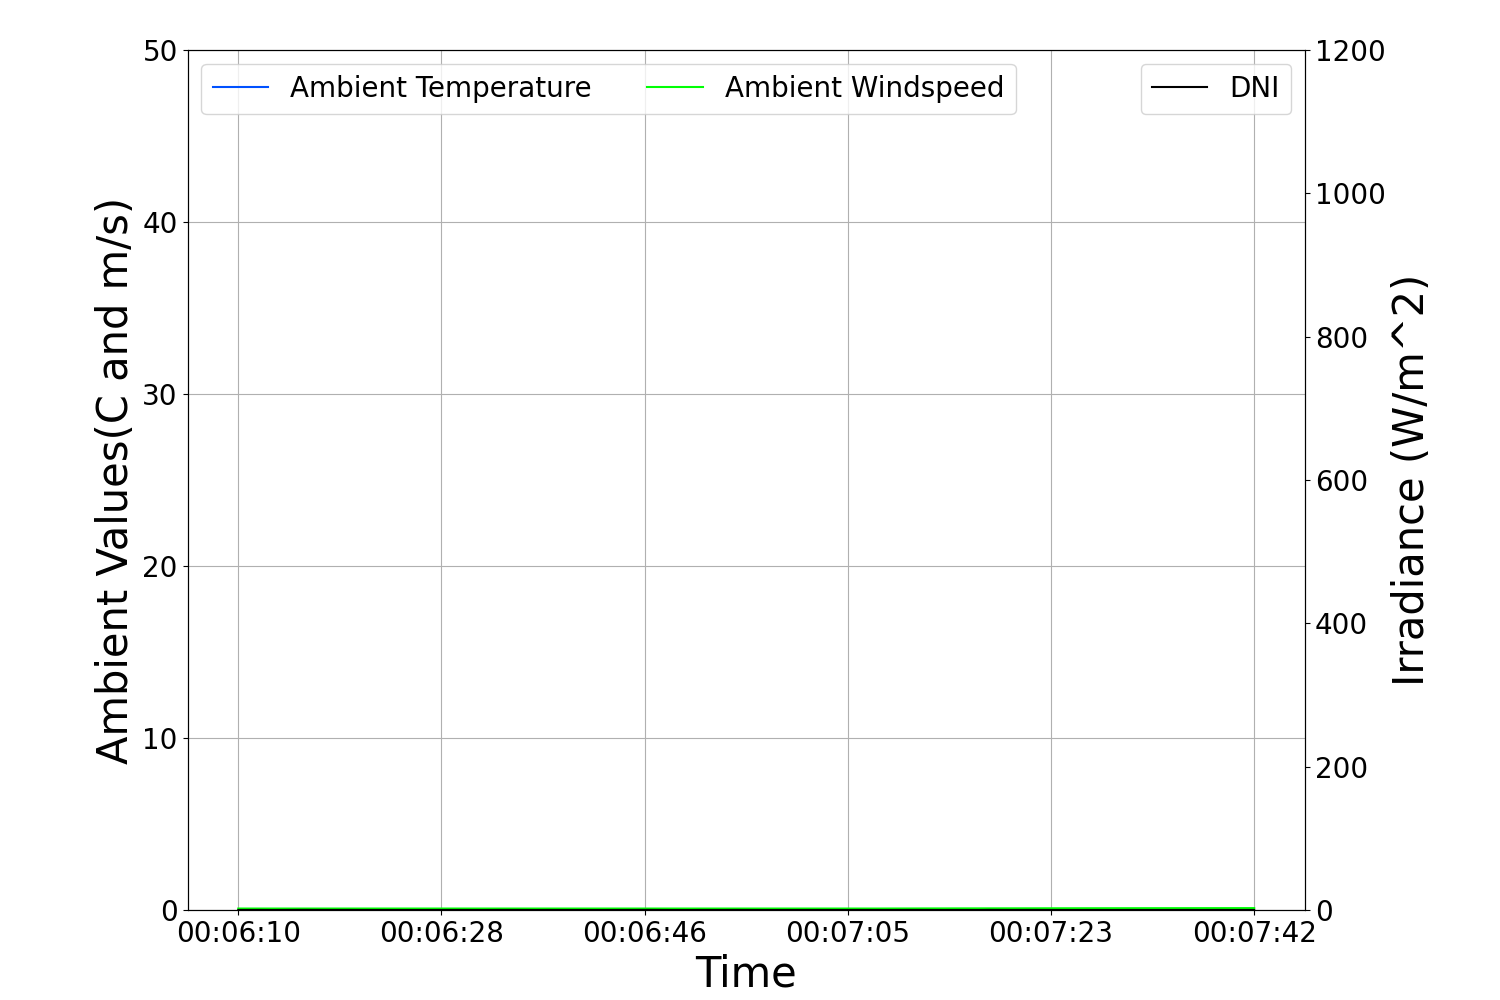 Ambient Temperature
Ambient Windspeed
DNI
Ambient Values(C and m/s)
50
40
30
20
10
0
1200
1000
800
600
400
200
0
Irradiance (W/m^2)
00:06:10 00:06:28 00:06:46 00:07:05 00:07:23 00:07:42
Time